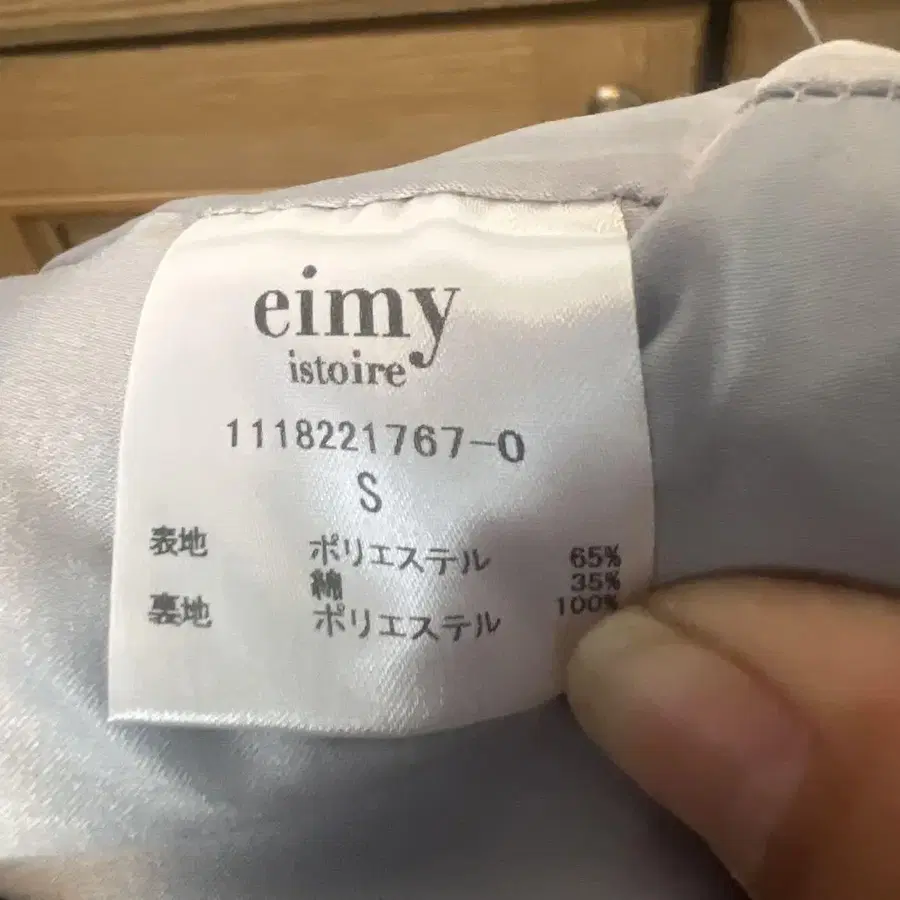 eimy
istoire
1118221767-0
S
表地 ポリエステル 65%
綿 35%
裏地 ポリエステル 100%